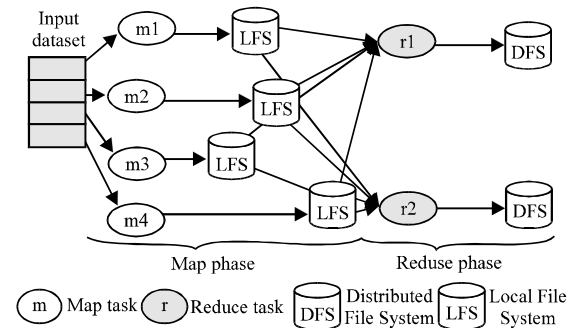 Input
dataset
m1
LFS
r1
DFS
m2
LFS
m3
LFS
m4
LFS
r2
DFS
Map phase
Reduse phase
m Map task
r Reduce task
DFS Distributed
File System
LFS Local File
System